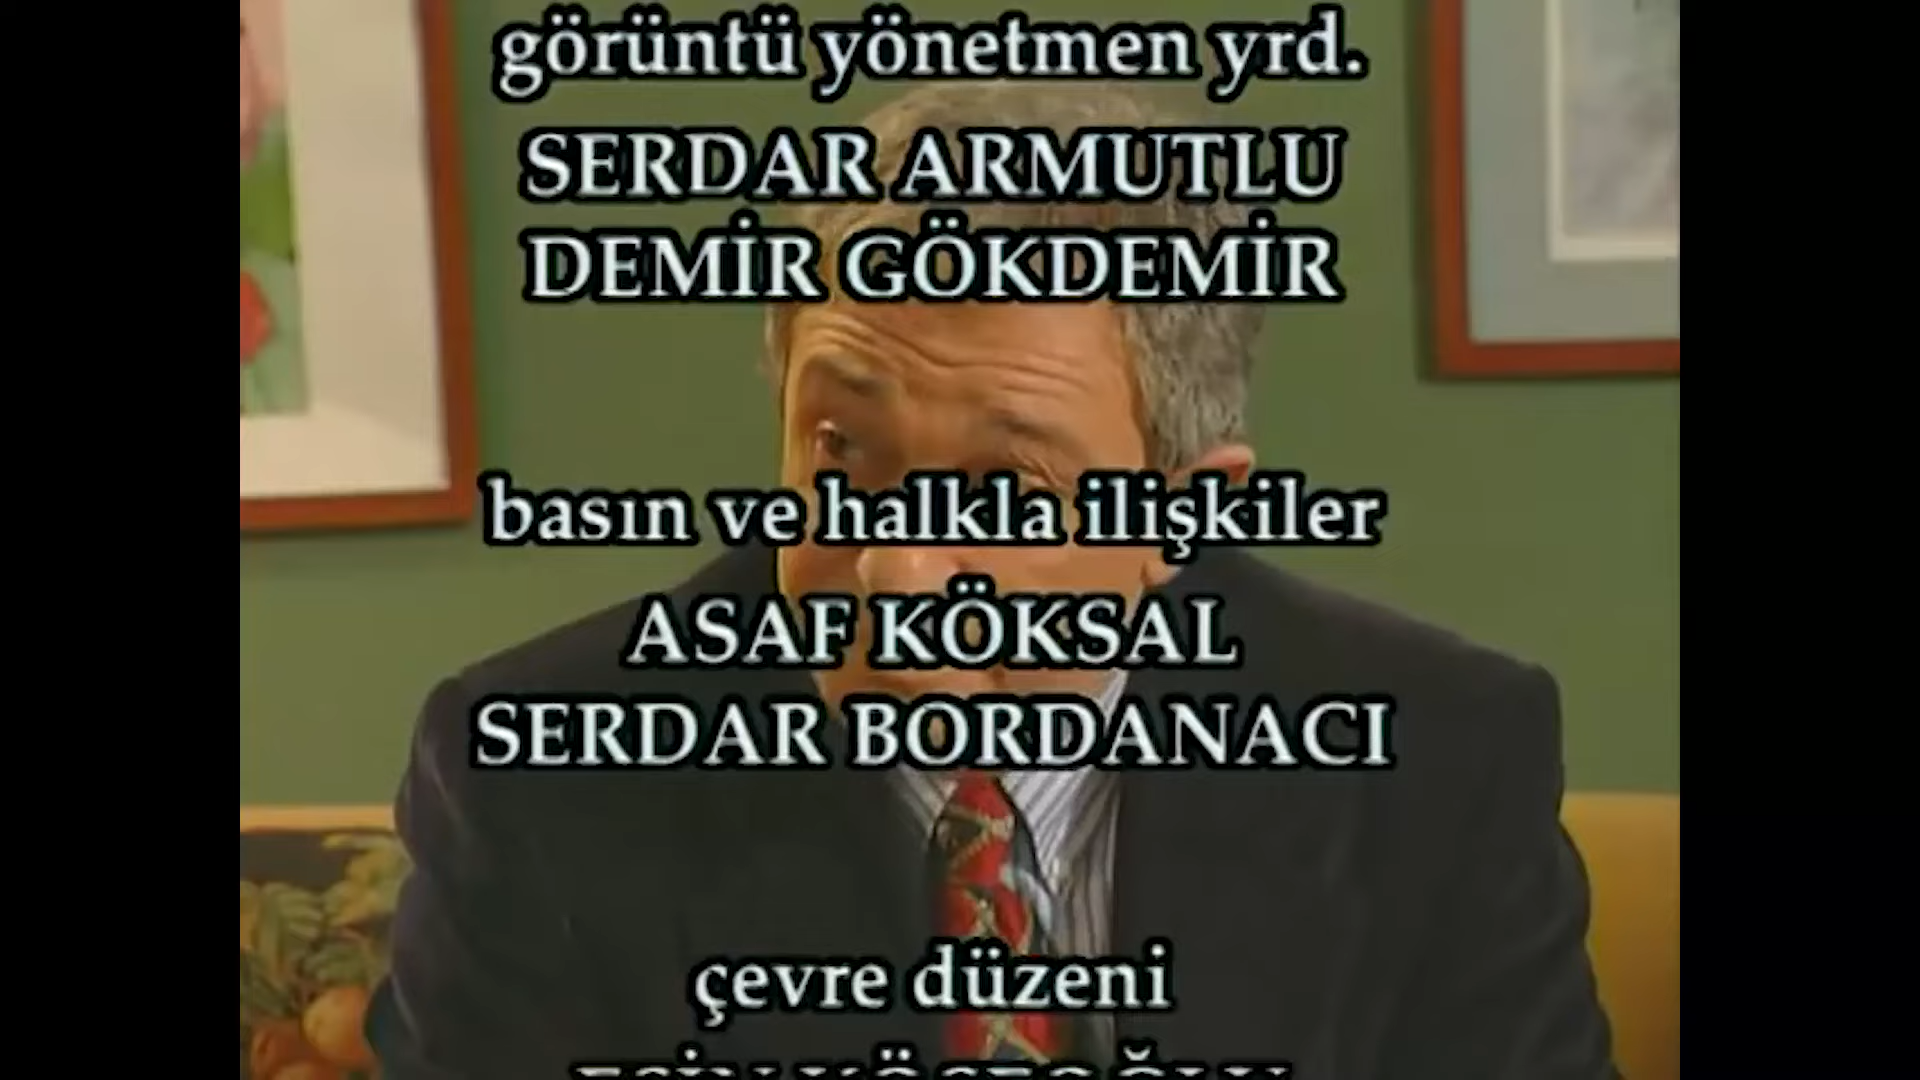 görüntü yönetmen yrd.
SERDAR ARMUTLU
DEMİR GÖKDEMİR
basın ve halkla ilişkiler
ASAF KÖKSAL
SERDAR BORDANACI
çevre düzeni